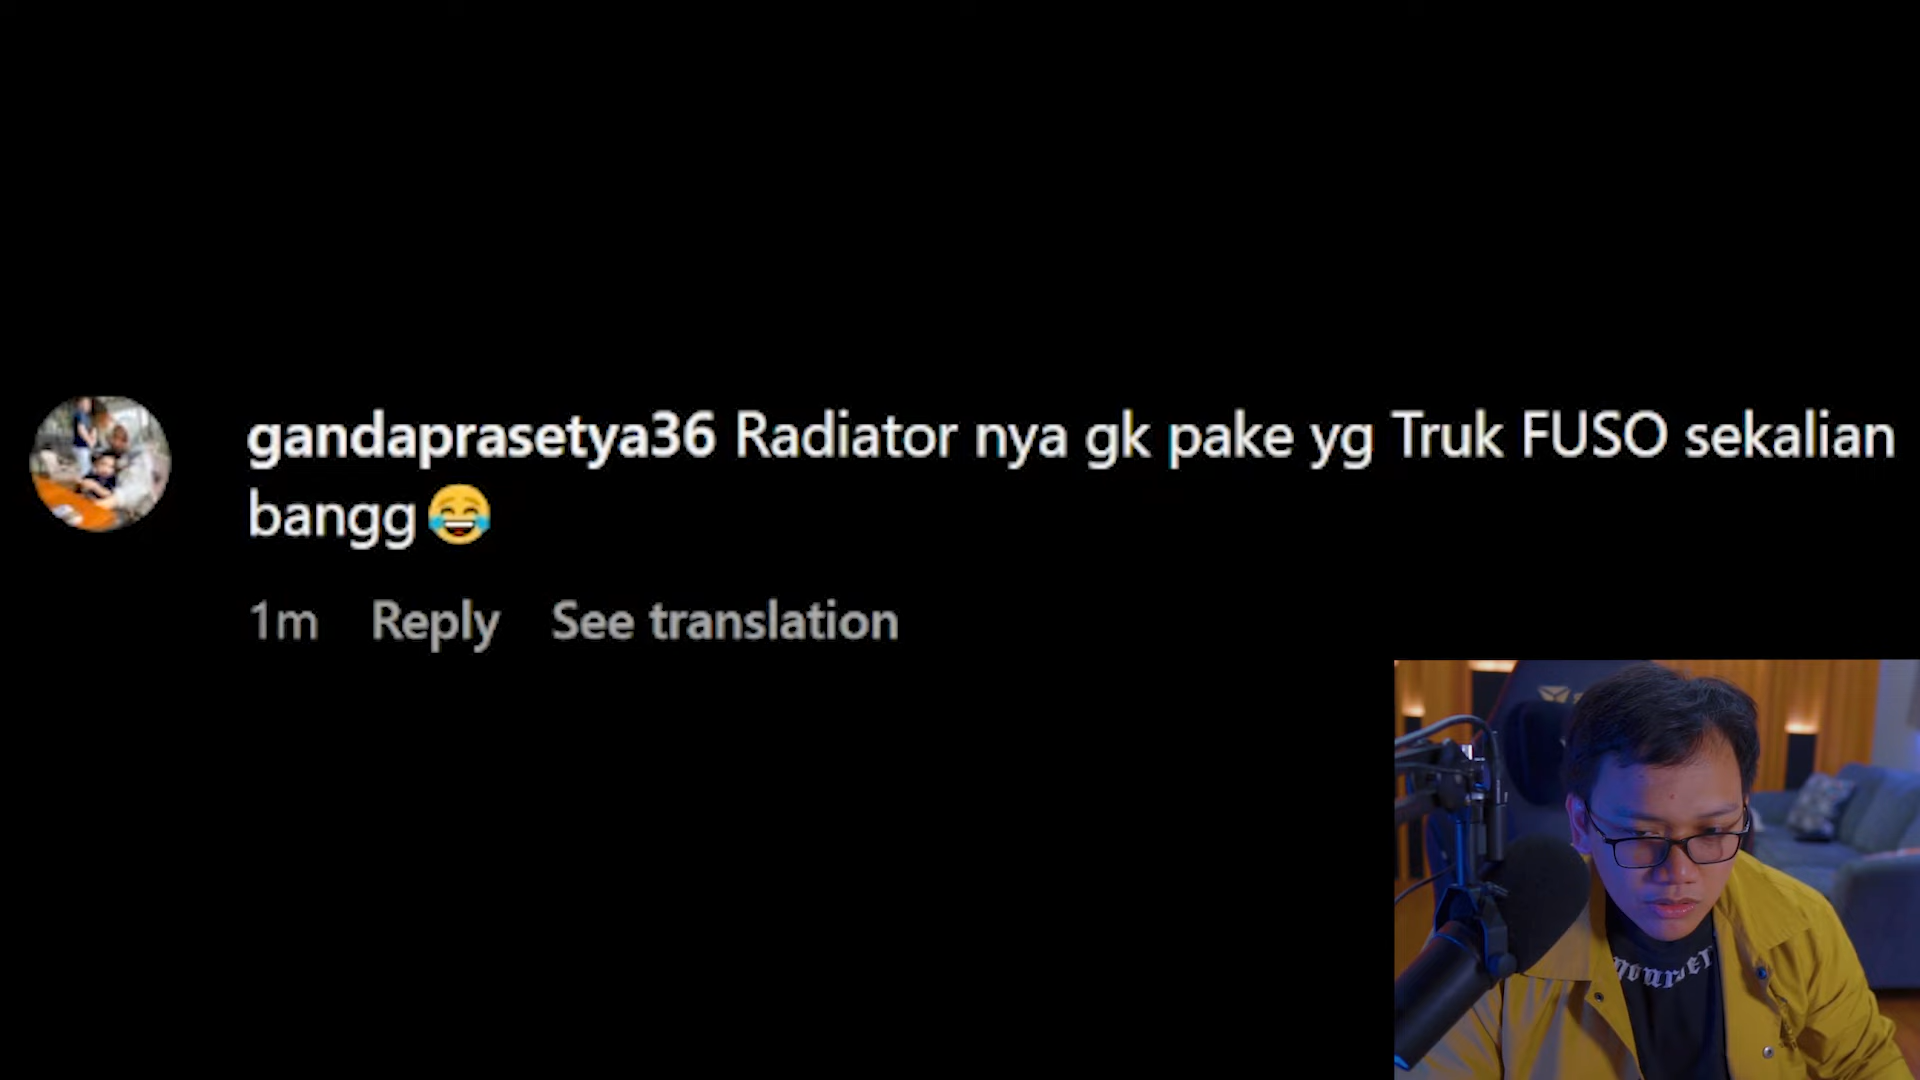 gandaprasetya36 Radiator nya gk pake yg Truk FUSO sekalian
bangg😂
1m Reply See translation